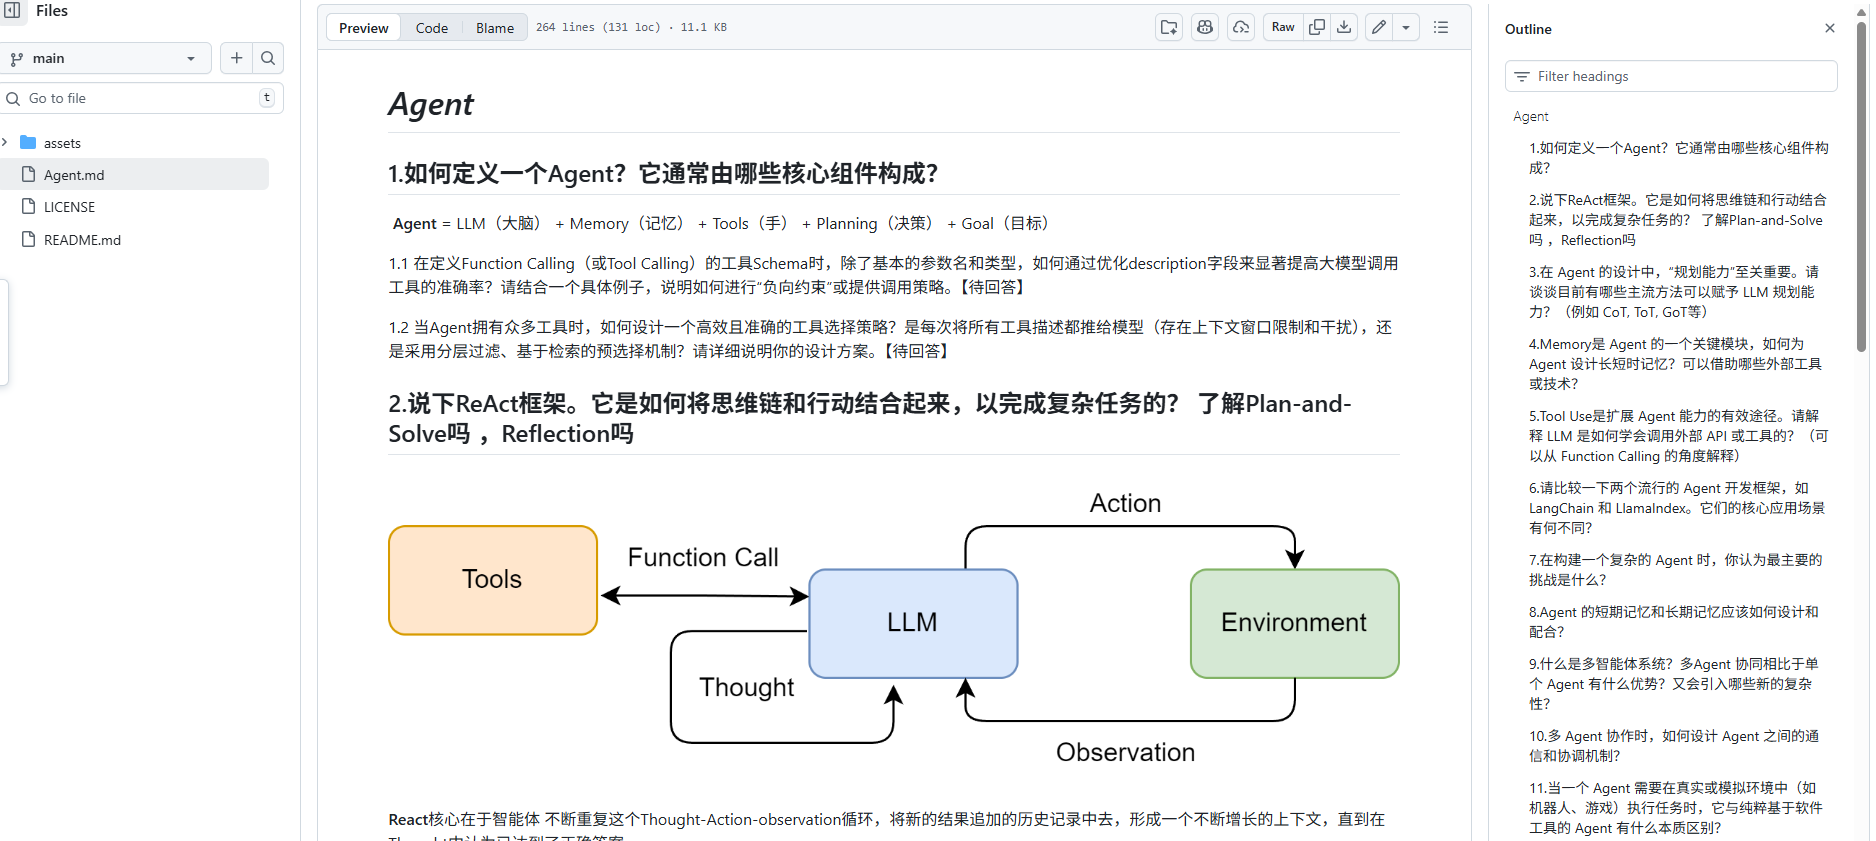 Files
main
Go to file
t
assets
Agent.md
LICENSE
README.md
Preview
Code
Blame
264 lines (131 loc) · 11.1 KB
Raw
Agent
1.如何定义一个Agent？它通常由哪些核心组件构成？
Agent = LLM（大脑） + Memory（记忆） + Tools（手） + Planning（决策） + Goal（目标）
1.1 在定义Function Calling（或Tool Calling）的工具Schema时，除了基本的参数名和类型，如何通过优化description字段来显著提高大模型调用
工具的准确率？请结合一个具体例子，说明如何进行“负向约束”或提供调用策略。【待回答】
1.2 当Agent拥有众多工具时，如何设计一个高效且准确的工具选择策略？是每次将所有工具描述都推给模型（存在上下文窗口限制和干扰），还
是采用分层过滤、基于检索的预选择机制？请详细说明你的设计方案。【待回答】
2.说下ReAct框架。它是如何将思维链和行动结合起来，以完成复杂任务的？ 了解Plan-and-
Solve吗 ，Reflection吗
Action
Function Call
Tools
LLM
Environment
Thought
Observation
React核心在于智能体 不断重复这个Thought-Action-observation循环，将新的结果追加的历史记录中去，形成一个不断增长的上下文，直到在
Outline
Filter headings
Agent
1.如何定义一个Agent？它通常由哪些核心组件构
成？
2.说下ReAct框架。它是如何将思维链和行动结合
起来，以完成复杂任务的？ 了解Plan-and-Solve
吗 ，Reflection吗
3.在 Agent 的设计中，“规划能力”至关重要。请
谈谈目前有哪些主流方法可以赋予 LLM 规划能
力？（例如 CoT, ToT, GoT等）
4.Memory是 Agent 的一个关键模块，如何为
Agent 设计长短时记忆？可以借助哪些外部工具
或技术？
5.Tool Use是扩展 Agent 能力的有效途径。请解
释 LLM 是如何学会调用外部 API 或工具的？（可
以从 Function Calling 的角度解释）
6.请比较一下两个流行的 Agent 开发框架，如
LangChain 和 LlamaIndex。它们的核心应用场景
有何不同？
7.在构建一个复杂的 Agent 时，你认为最主要的
挑战是什么？
8.Agent 的短期记忆和长期记忆应该如何设计和
配合？
9.什么是多智能体系统？多Agent 协同相比于单
个 Agent 有什么优势？又会引入哪些新的复杂
性？
10.多 Agent 协作时，如何设计 Agent 之间的通
信和协调机制？
11.当一个 Agent 需要在真实或模拟环境中（如
机器人、游戏）执行任务时，它与纯粹基于软件
工具的 Agent 有什么本质区别？